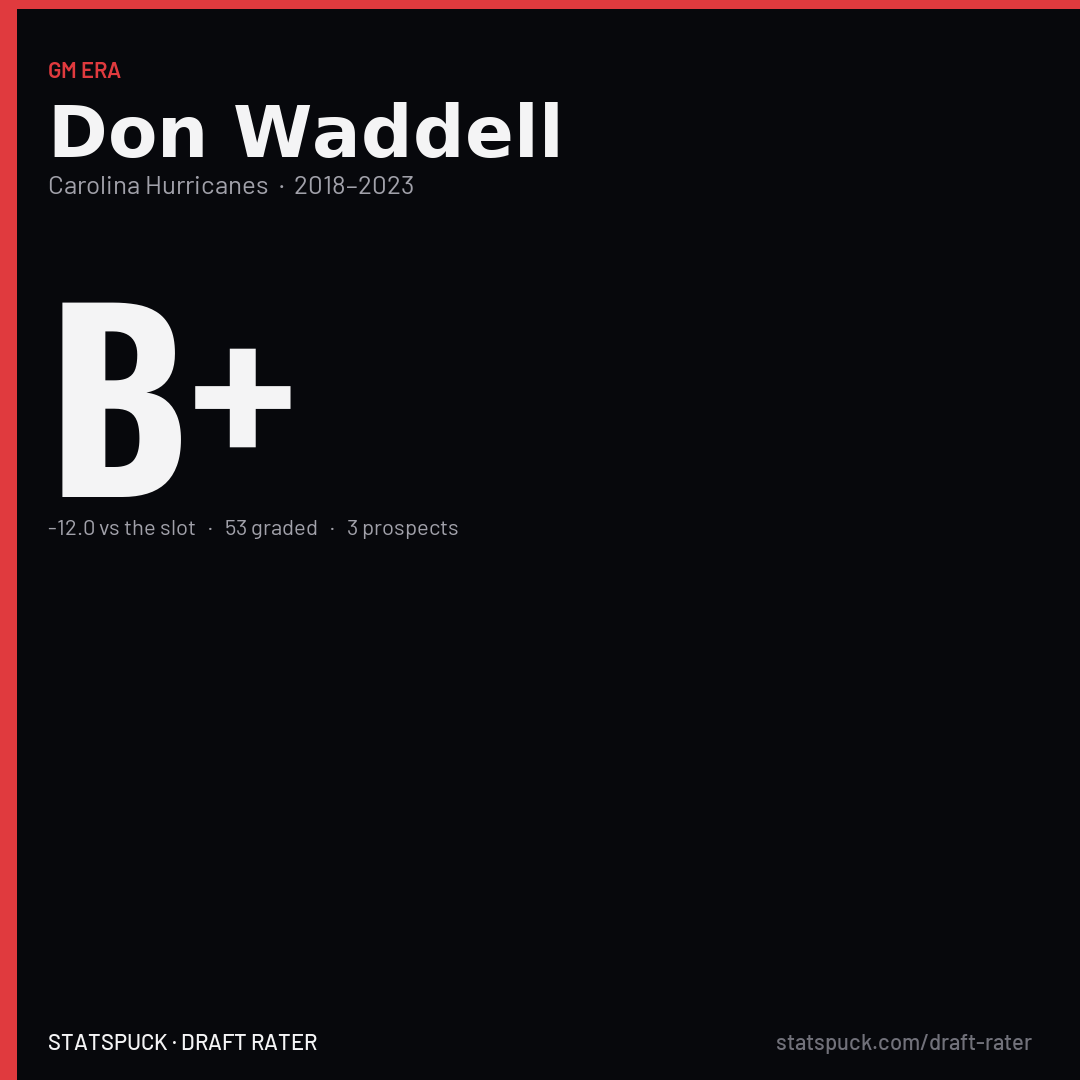 GM ERA
Don Waddell
Carolina Hurricanes · 2018–2023
B+
-12.0 vs the slot · 53 graded · 3 prospects
STATSPUCK · DRAFT RATER
statspuck.com/draft-rater